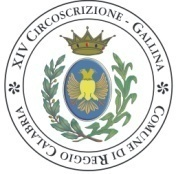 XIV CIRCOSCRIZIONE - GALLINA
COMUNE DI REGGIO CALABRIA